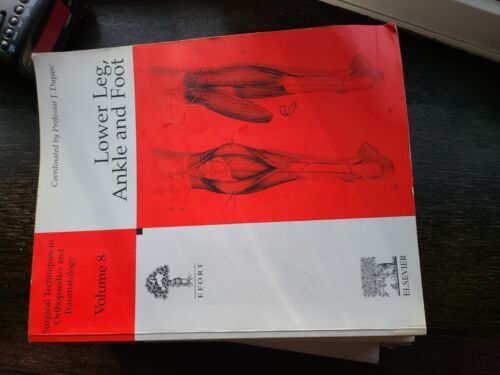 Surgical Techniques in
Orthopaedics and
Traumatology
Volume 8
Coordinated by Professor J. Duparc
Lower Leg,
Ankle and Foot
EFORT
ELSEVIER